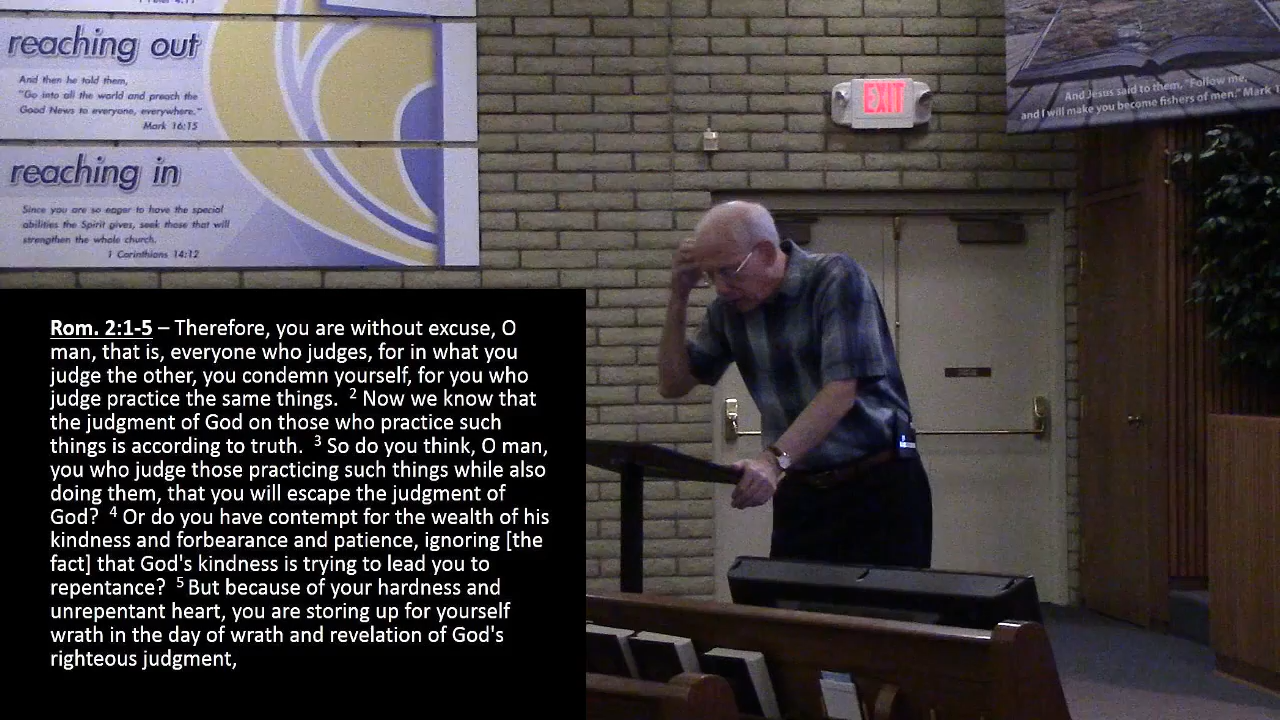 reaching out
And then he told them,
"Go into all the world and preach the
Good News to everyone, everywhere."
Mark 16:15
reaching in
Since you are so eager to have the special
abilities the Spirit gives, seek those that will
strengthen the whole church.
1 Corinthians 14:12
EXIT
And Jesus said to them, "Follow me,
and I will make you become fishers of men." Mark 1
Rom. 2:1-5 – Therefore, you are without excuse, O
man, that is, everyone who judges, for in what you
judge the other, you condemn yourself, for you who
judge practice the same things. 2 Now we know that
the judgment of God on those who practice such
things is according to truth. 3 So do you think, O man,
you who judge those practicing such things while also
doing them, that you will escape the judgment of
God? 4 Or do you have contempt for the wealth of his
kindness and forbearance and patience, ignoring [the
fact] that God's kindness is trying to lead you to
repentance? 5 But because of your hardness and
unrepentant heart, you are storing up for yourself
wrath in the day of wrath and revelation of God's
righteous judgment,